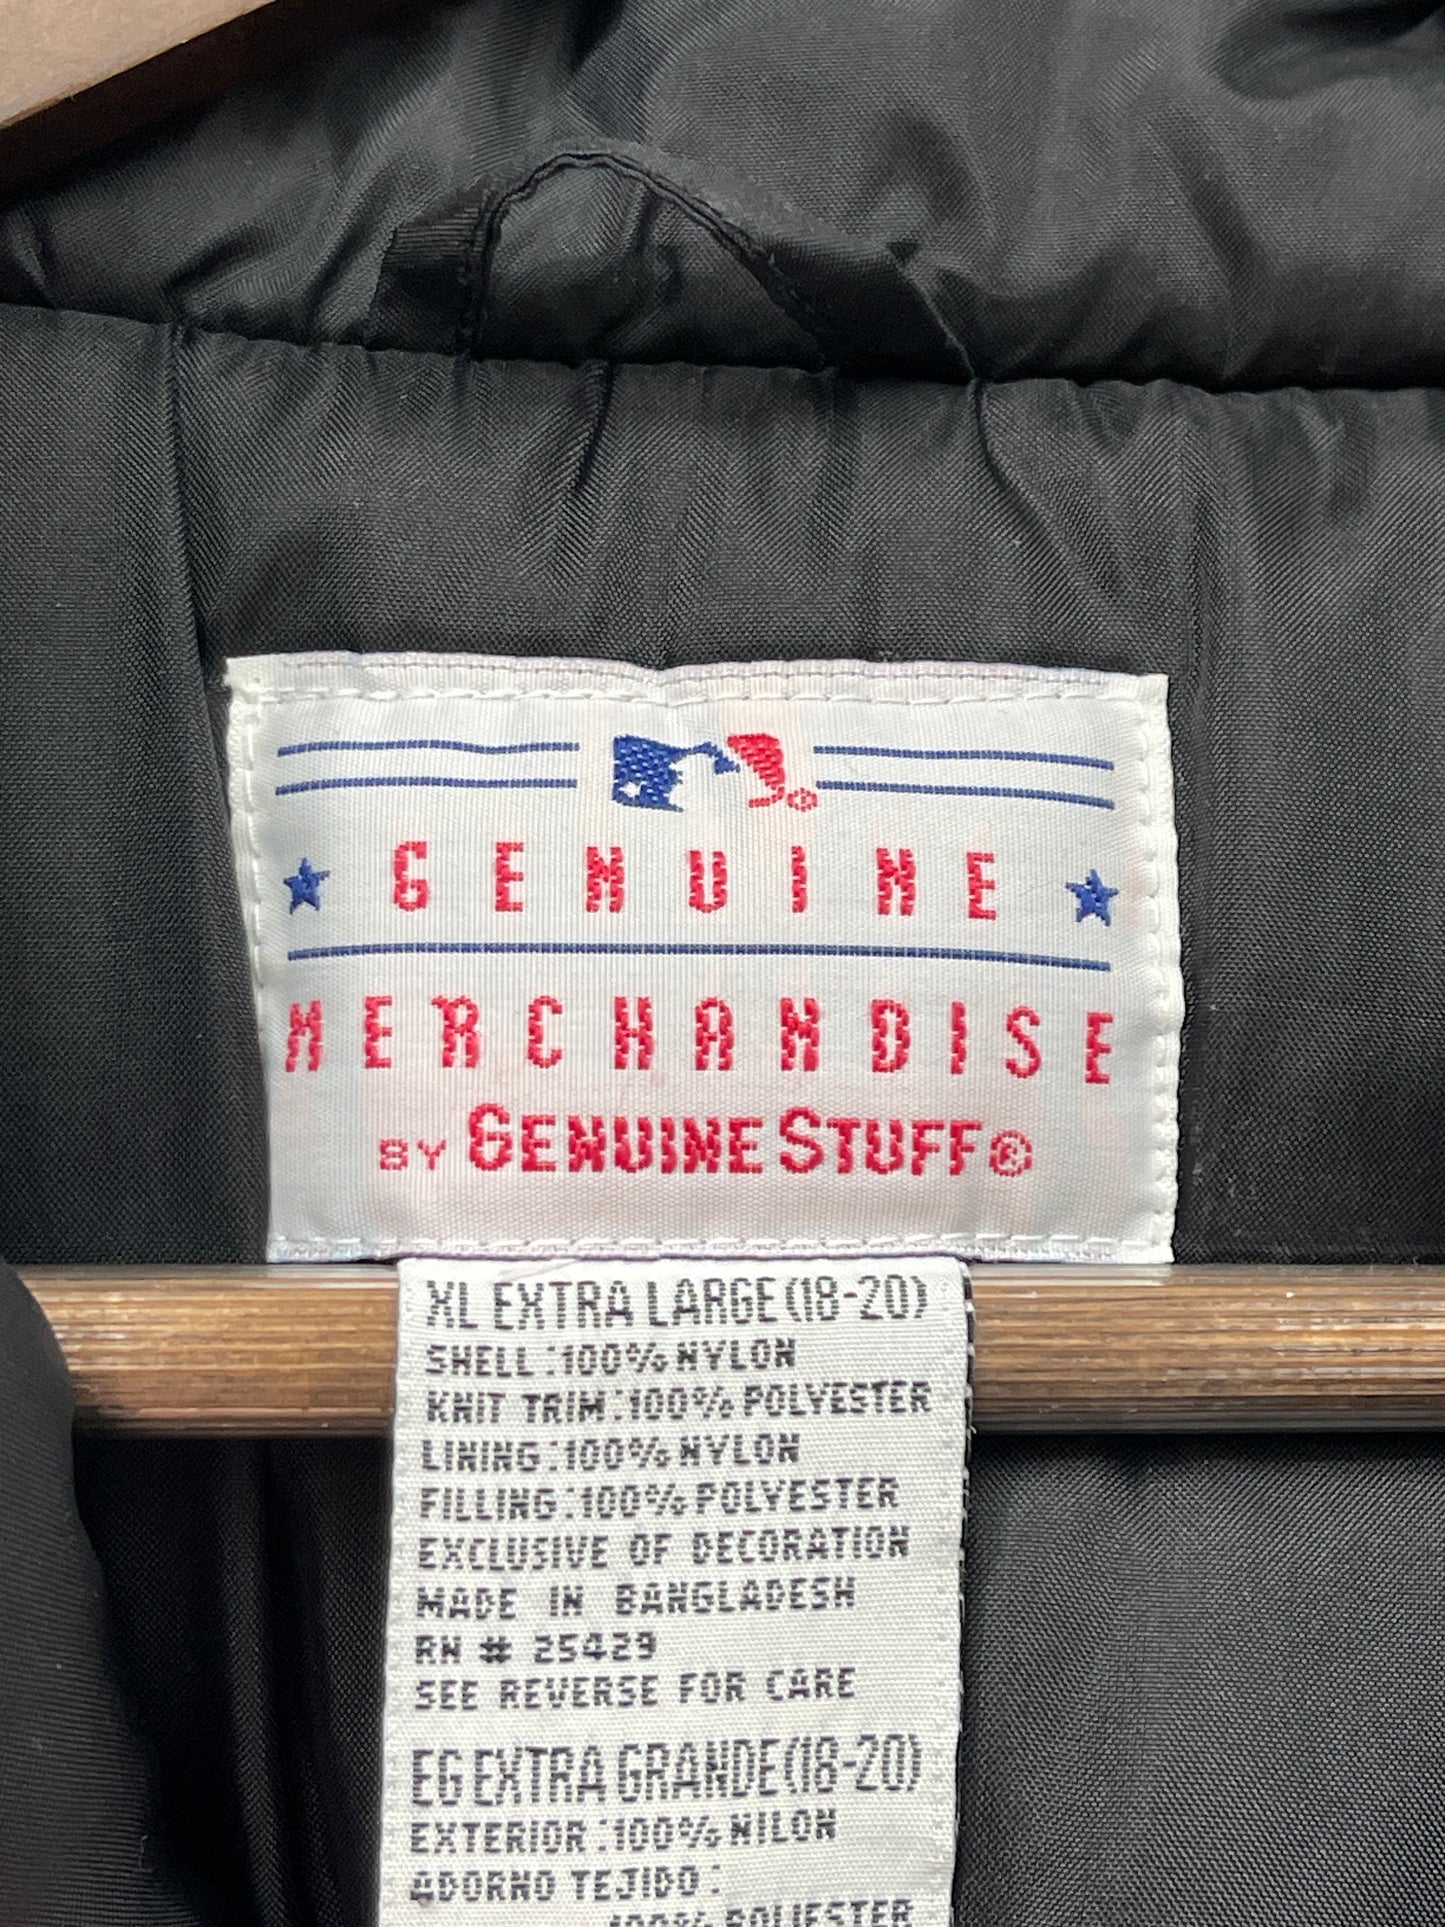 GENUINE
MERCHANDISE
BY GENUINE STUFF®
XL EXTRA LARGE (18-20)
SHELL:100% NYLON
KNIT TRIM:100% POLYESTER
LINING:100% NYLON
FILLING:100% POLYESTER
EXCLUSIVE OF DECORATION
MADE IN BANGLADESH
RN # 25429
SEE REVERSE FOR CARE
EG EXTRA GRANDE (18-20)
EXTERIOR:100% NILON
ADORNO TEJIDO:
100% POLIESTER